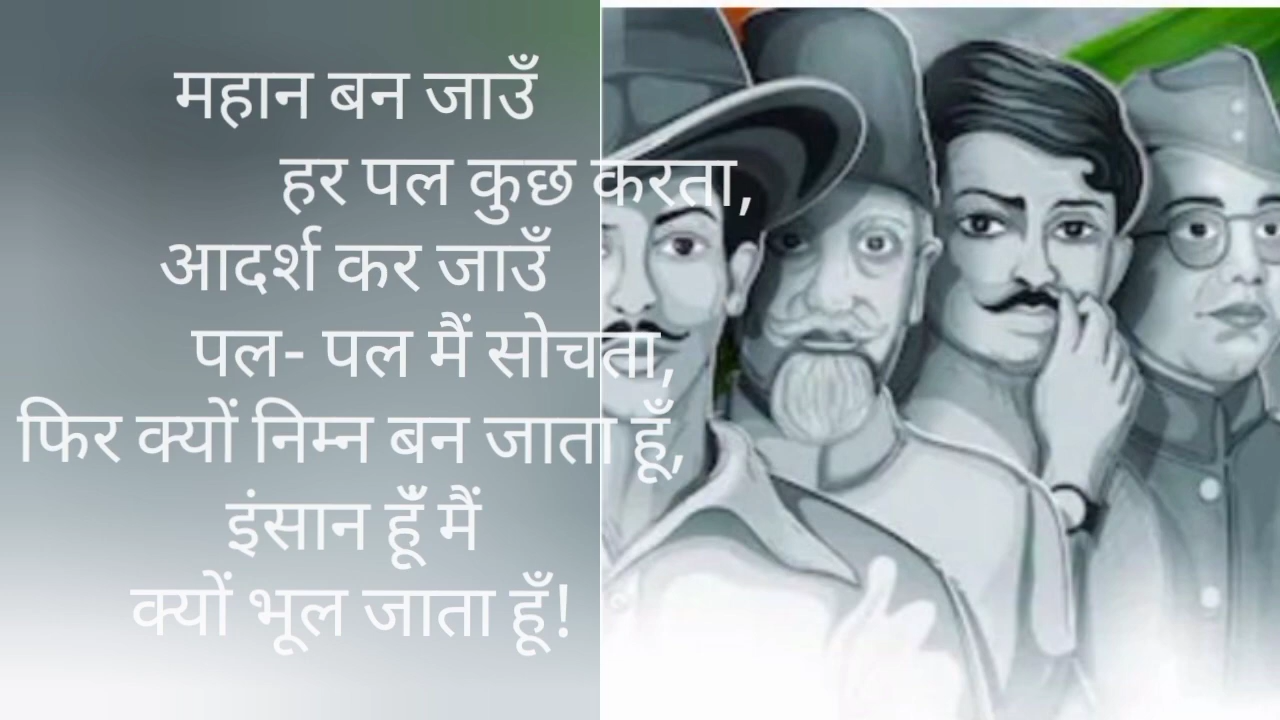 महान बन जाउँ
हर पल कुछ करता,
आदर्श कर जाउँ
पल- पल मैं सोचता,
फिर क्यों निम्न बन जाता हूँ,
इंसान हूँ मैं
क्यों भूल जाता हूँ!